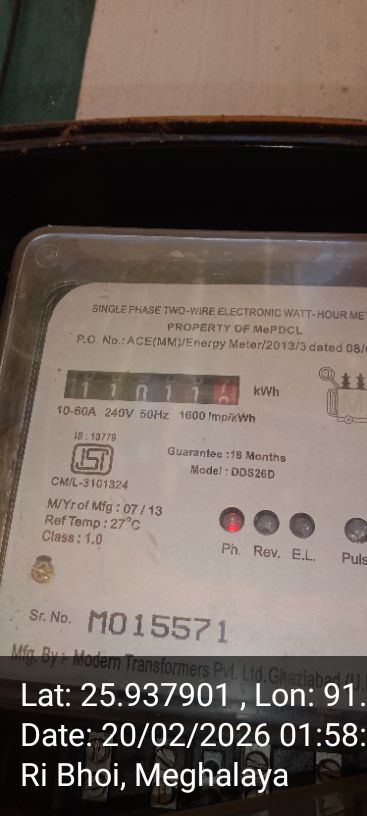 SINGLE PHASE TWO-WIRE ELECTRONIC WATT-HOUR MET
PROPERTY OF MePDCL
P.O. No.: ACE(MM)/Energy Meter/2013/3 dated 08/
kWh
10-60A 240V 50Hz 1600 Imp/kWh
IS : 13779
ISI
CM/L-3101324
Guarantee : 18 Months
Model : DDS26D
M/Yr of Mfg : 07 / 13
Ref Temp : 27°C
Class : 1.0
Ph. Rev. E.L. Puls
Sr. No. M015571
Mfg. By :- Modern Transformers Pvt. Ltd. Ghaziabad
Lat: 25.937901 , Lon: 91.
Date: 20/02/2026 01:58:
Ri Bhoi, Meghalaya